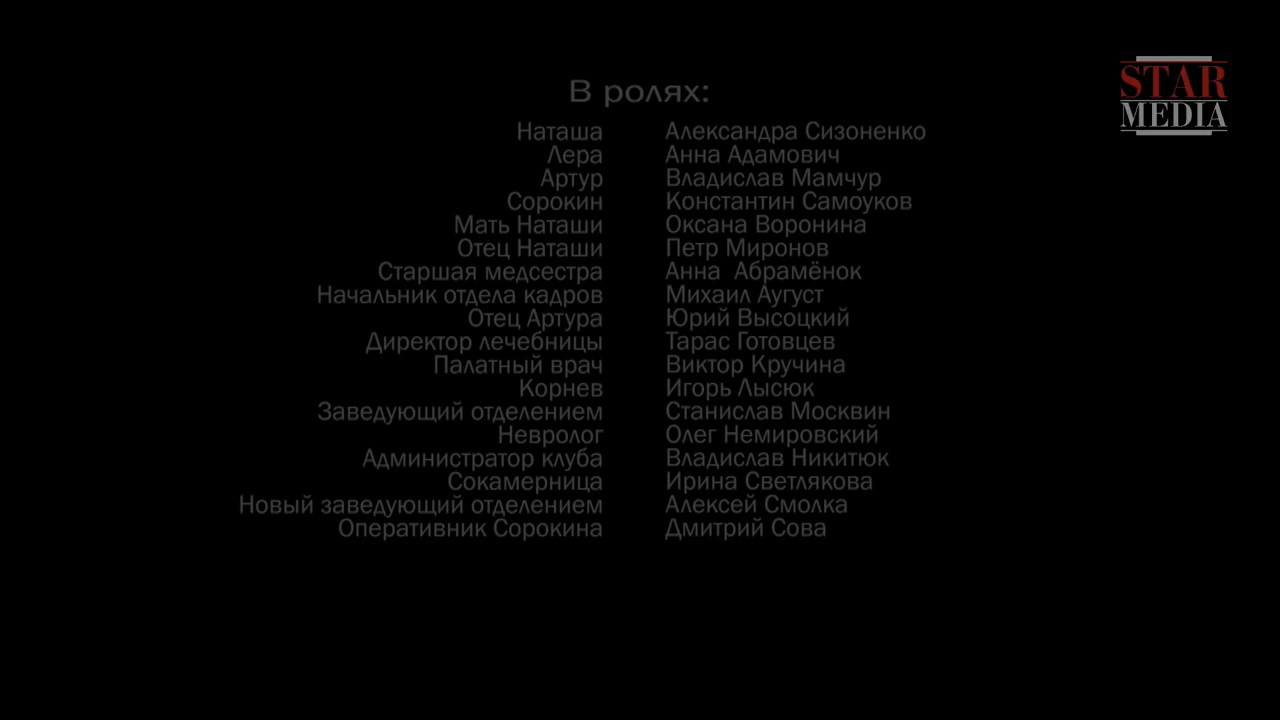 STAR
MEDIA
В ролях:
Наташа Александра Сизоненко
Лера Анна Адамович
Артур Владислав Мамчур
Сорокин Константин Самоуков
Мать Наташи Оксана Воронина
Отец Наташи Петр Миронов
Старшая медсестра Анна Абрамёнок
Начальник отдела кадров Михаил Аугуст
Отец Артура Юрий Высоцкий
Директор лечебницы Тарас Готовцев
Палатный врач Виктор Кручина
Корнев Игорь Лысюк
Заведующий отделением Станислав Москвин
Невролог Олег Немировский
Администратор клуба Владислав Никитюк
Сокамерница Ирина Светлякова
Новый заведующий отделением Алексей Смолка
Оперативник Сорокина Дмитрий Сова